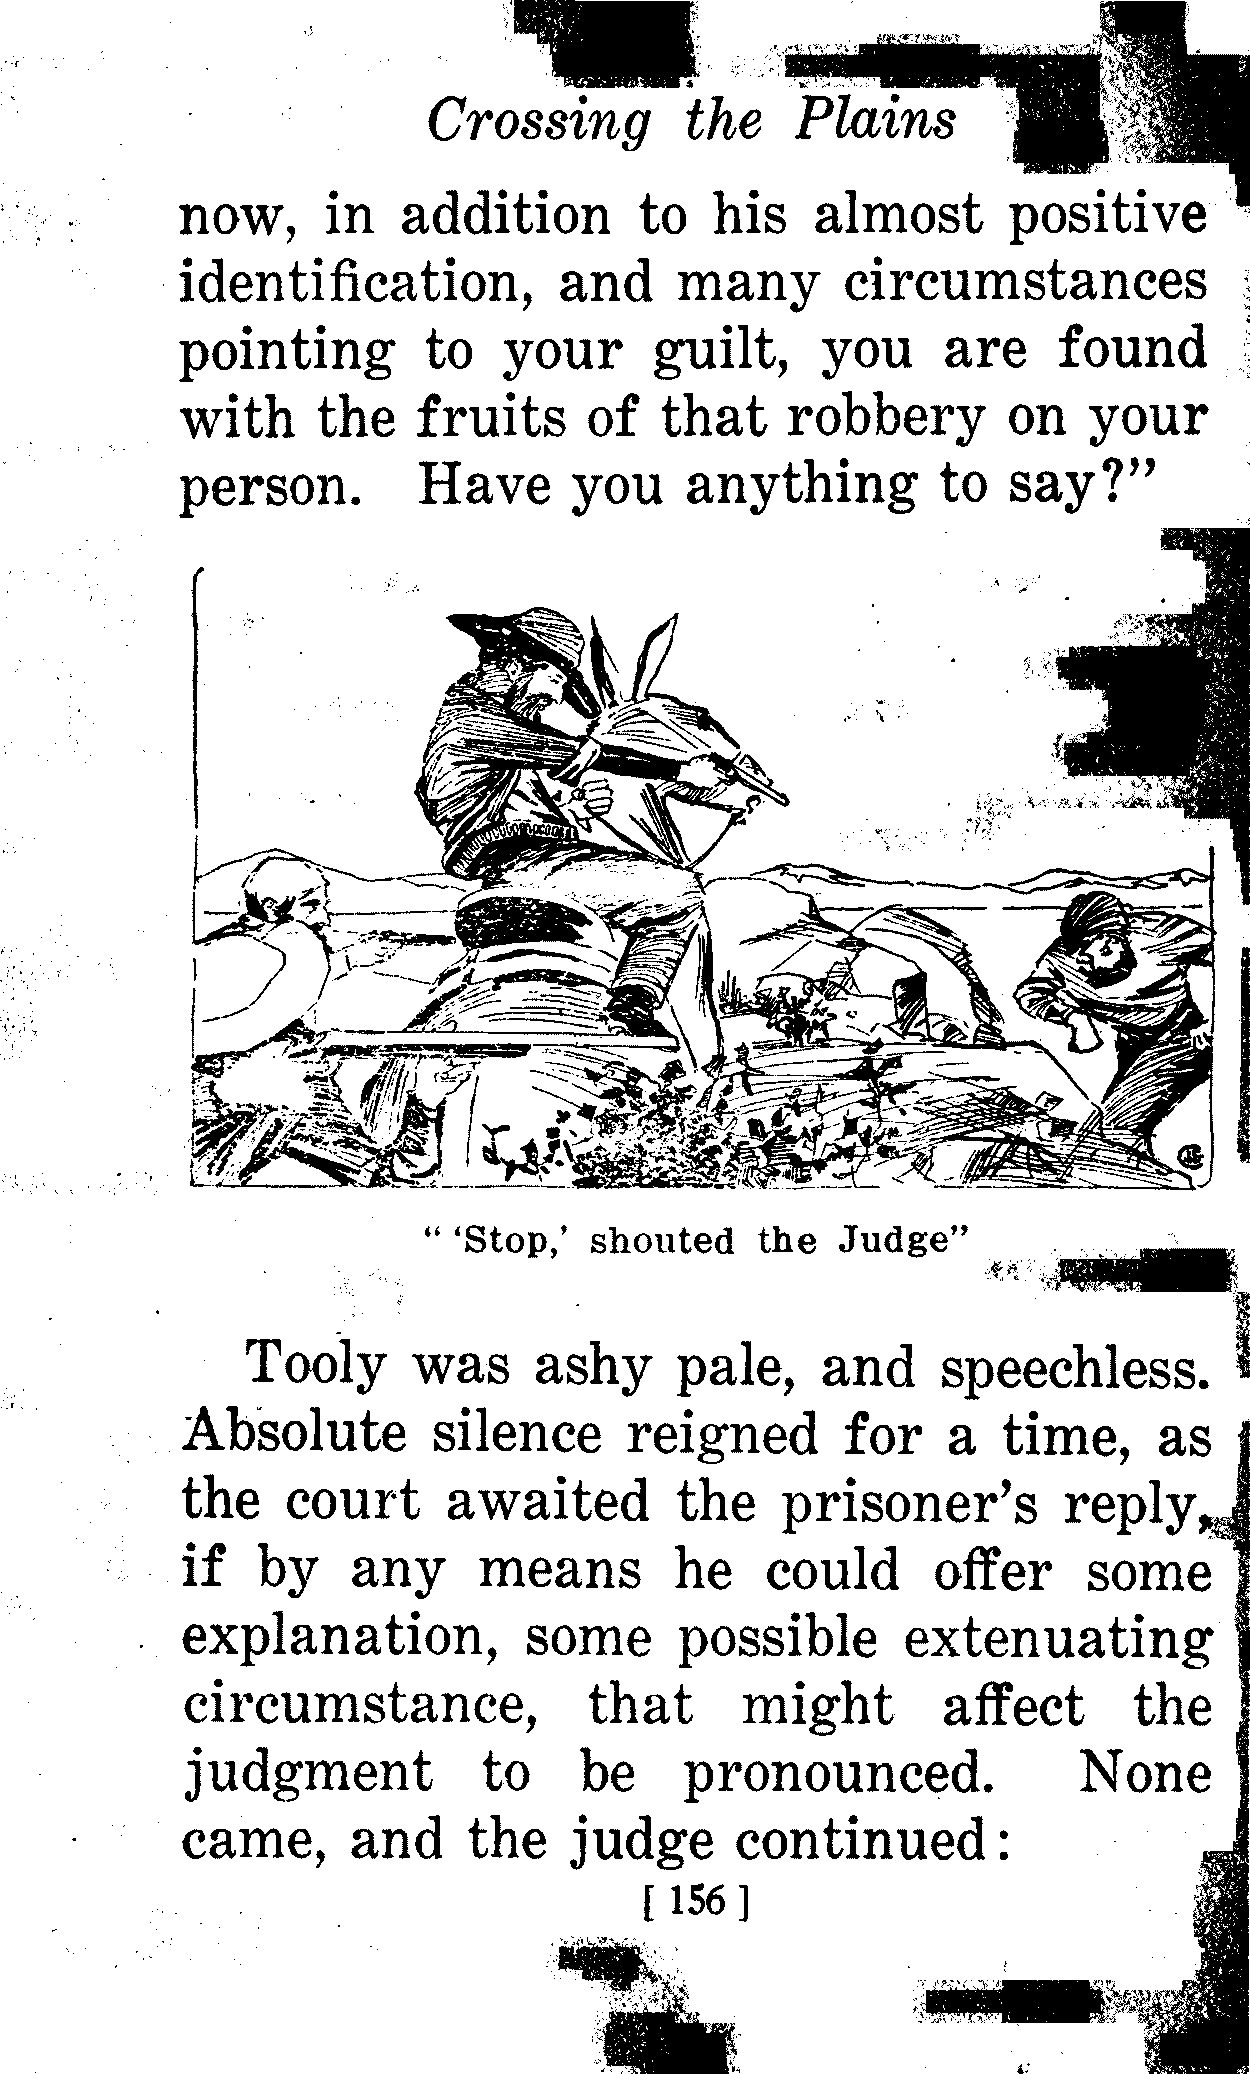 Crossing the Plains
now, in addition to his almost positive
identification, and many circumstances
pointing to your guilt, you are found
with the fruits of that robbery on your
person. Have you anything to say?”
“ ‘Stop,’ shouted the Judge”
Tooly was ashy pale, and speechless.
Absolute silence reigned for a time, as
the court awaited the prisoner’s reply,
if by any means he could offer some
explanation, some possible extenuating
circumstance, that might affect the
judgment to be pronounced. None
came, and the judge continued:
[ 156 ]